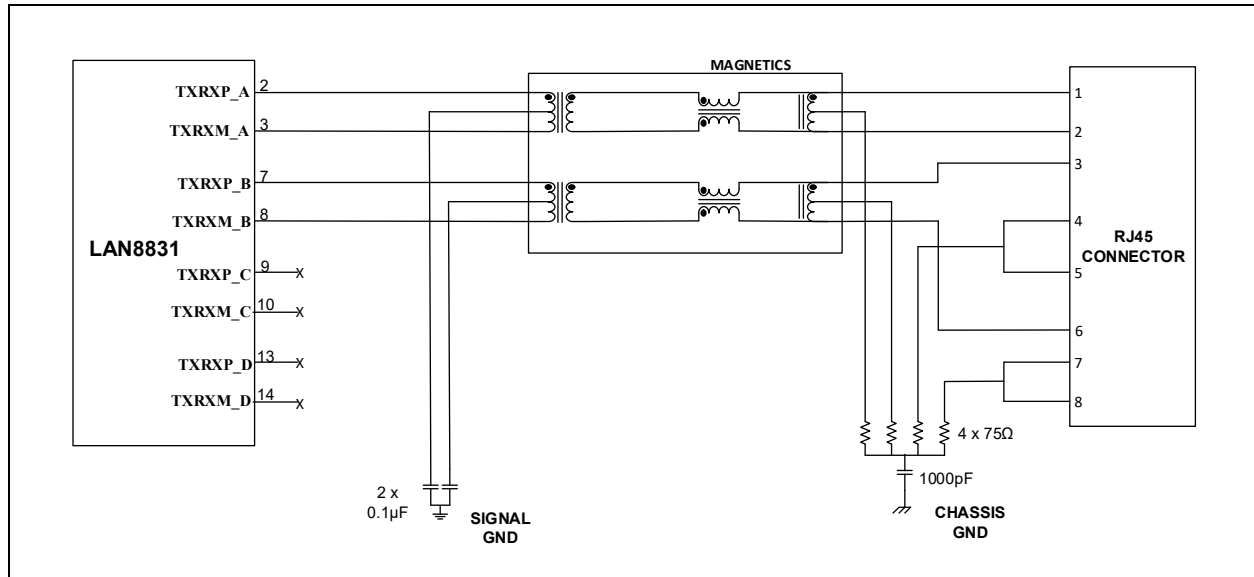 MAGNETICS
TXRXP_A
2
TXRXM_A
3
TXRXP_B
7
TXRXM_B
8
LAN8831
TXRXP_C
9
X
TXRXM_C
10
X
TXRXP_D
13
X
TXRXM_D
14
X
1
2
3
4
5
6
7
8
RJ45
CONNECTOR
4 x 75Ω
1000pF
CHASSIS
GND
2 x
0.1µF
SIGNAL
GND